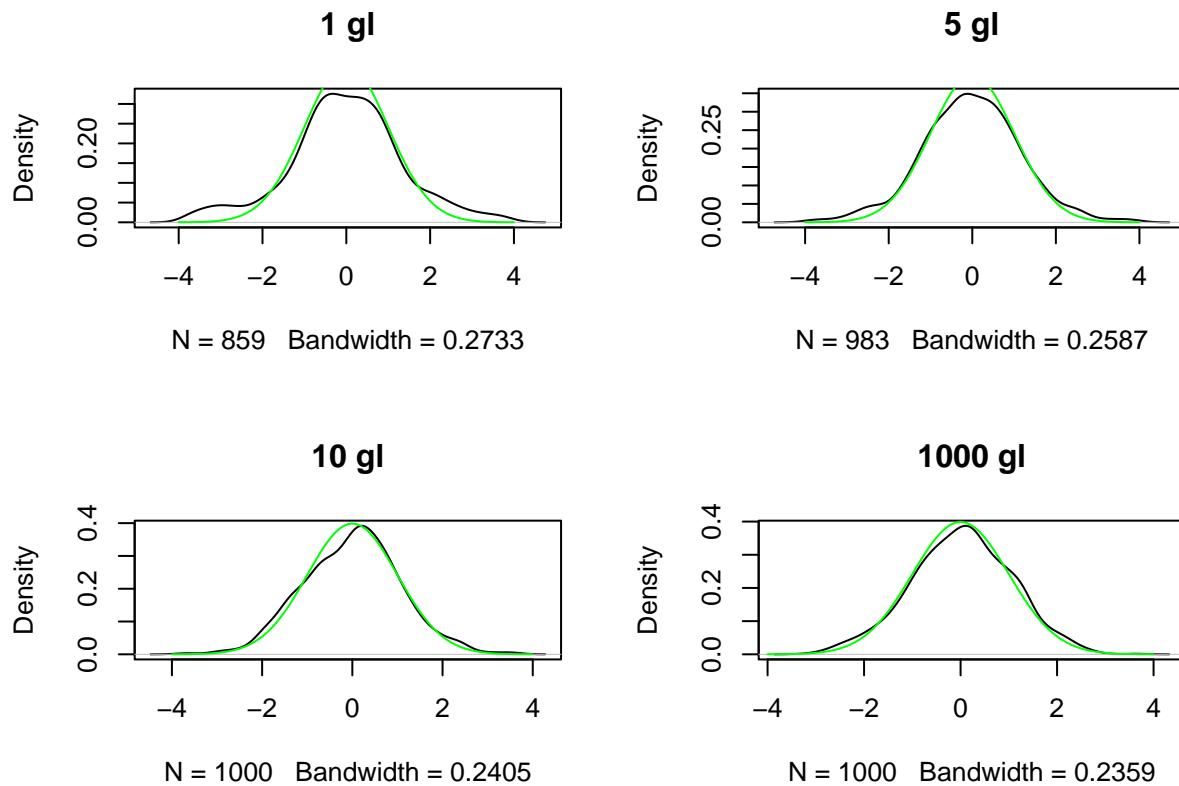 1 gl
Density
0.00 0.20
−4 −2 0 2 4
N = 859 Bandwidth = 0.2733
5 gl
Density
0.00 0.25
−4 −2 0 2 4
N = 983 Bandwidth = 0.2587
10 gl
Density
0.0 0.2 0.4
−4 −2 0 2 4
N = 1000 Bandwidth = 0.2405
1000 gl
Density
0.0 0.2 0.4
−4 −2 0 2 4
N = 1000 Bandwidth = 0.2359